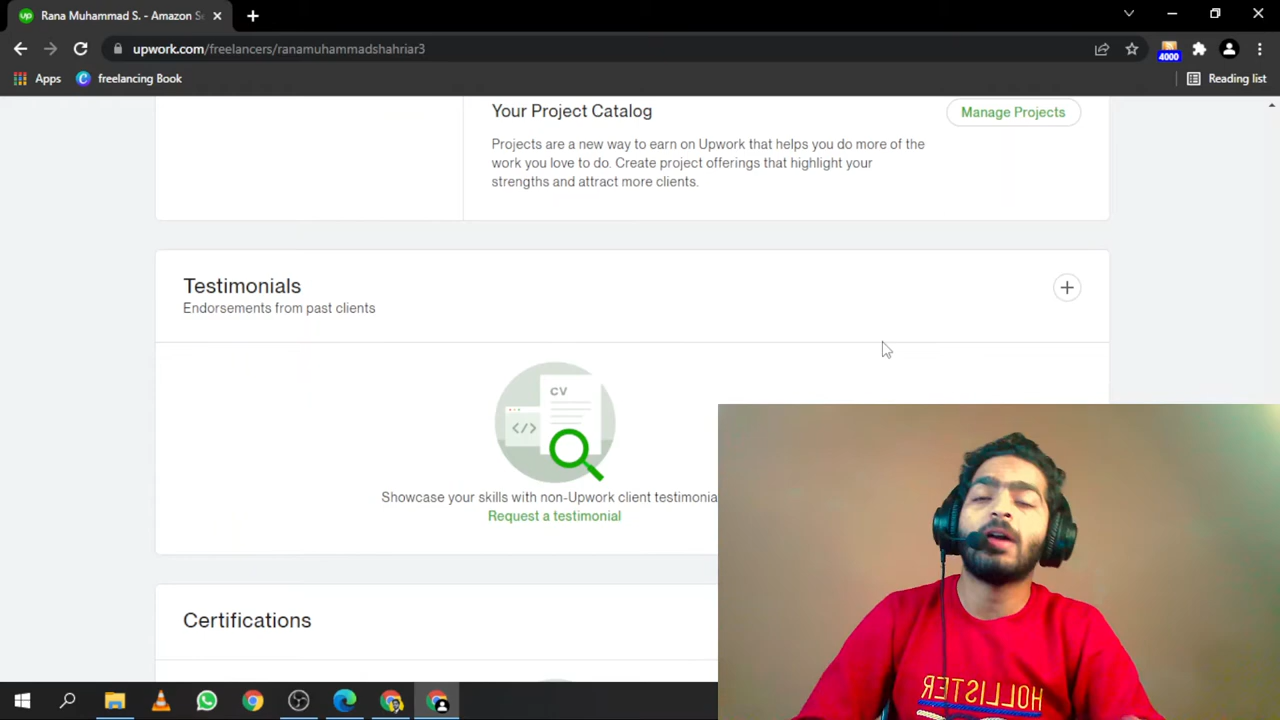 Rana Muhammad S. - Amazon Se
upwork.com/freelancers/ranamuhammadshahriar3
4000
Apps
freelancing Book
Reading list
Your Project Catalog
Manage Projects
Projects are a new way to earn on Upwork that helps you do more of the
work you love to do. Create project offerings that highlight your
strengths and attract more clients.
Testimonials
Endorsements from past clients
CV
</>
Showcase your skills with non-Upwork client testimonia
Request a testimonial
Certifications
HOLLISTER